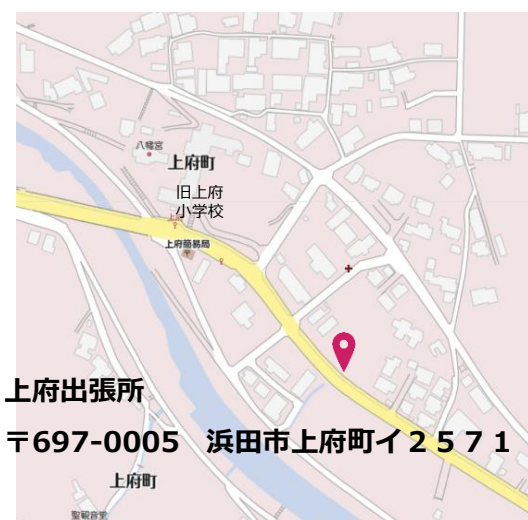 八幡宮
上府町
旧上府
小学校
上府簡易局
上府出張所
〒697-0005　浜田市上府町イ２５７１
上府町
聖観音堂